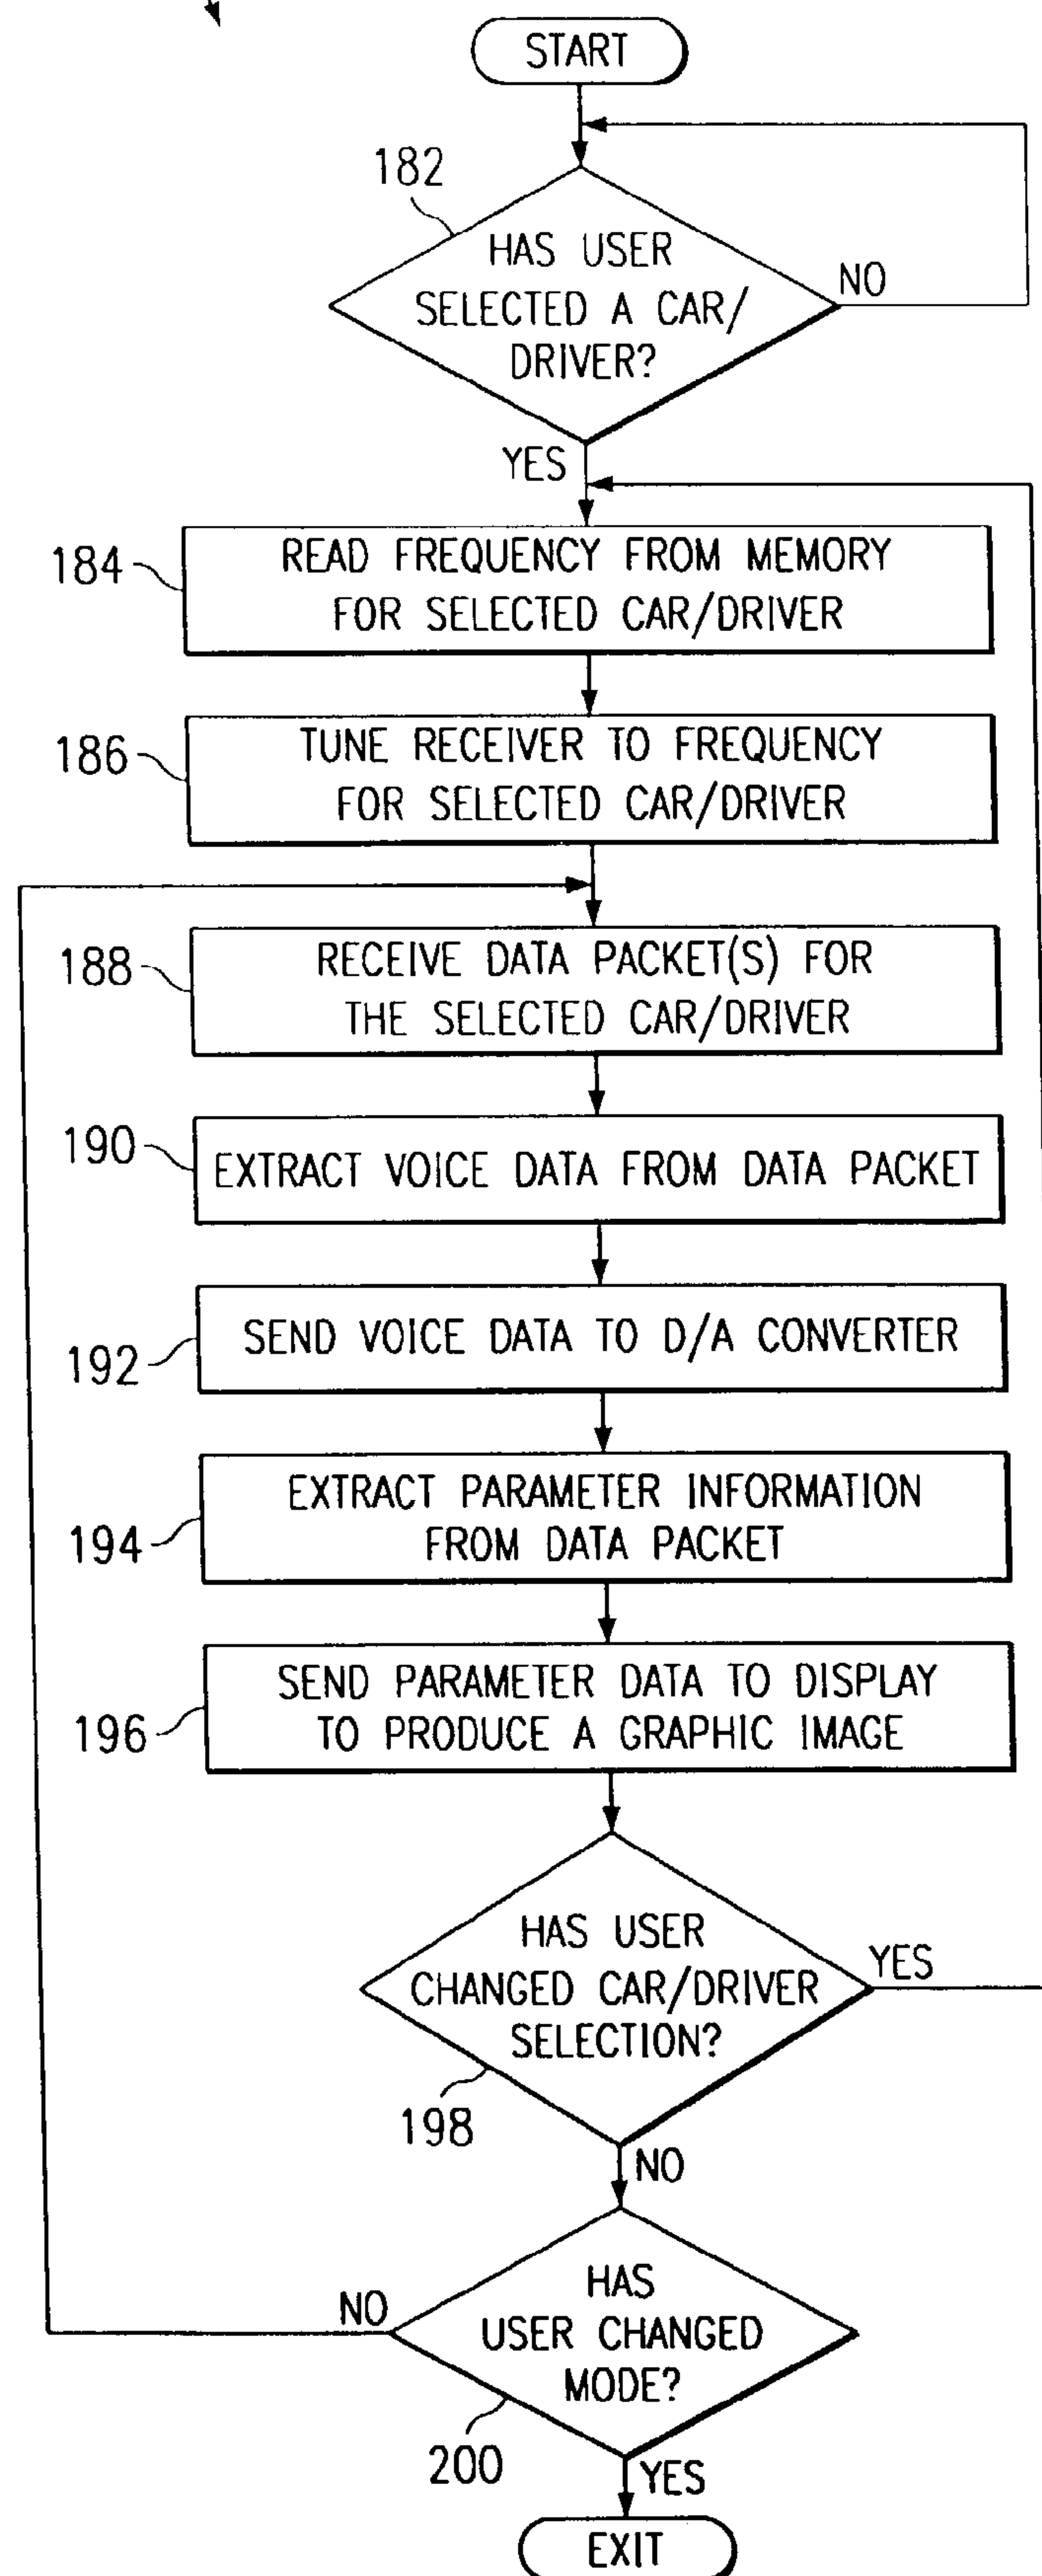 START
182
HAS USER
SELECTED A CAR/
DRIVER?
NO
YES
184
READ FREQUENCY FROM MEMORY
FOR SELECTED CAR/DRIVER
186
TUNE RECEIVER TO FREQUENCY
FOR SELECTED CAR/DRIVER
188
RECEIVE DATA PACKET(S) FOR
THE SELECTED CAR/DRIVER
190
EXTRACT VOICE DATA FROM DATA PACKET
192
SEND VOICE DATA TO D/A CONVERTER
194
EXTRACT PARAMETER INFORMATION
FROM DATA PACKET
196
SEND PARAMETER DATA TO DISPLAY
TO PRODUCE A GRAPHIC IMAGE
HAS USER
CHANGED CAR/DRIVER
SELECTION?
YES
198
NO
HAS
USER CHANGED
MODE?
NO
200
YES
EXIT